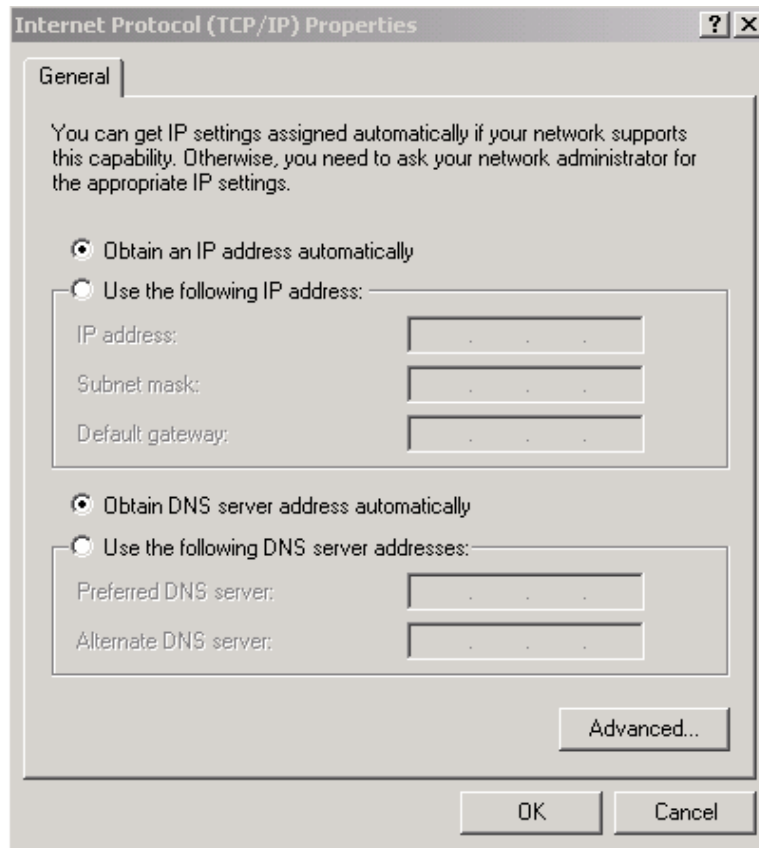 Internet Protocol (TCP/IP) Properties
General
You can get IP settings assigned automatically if your network supports
this capability. Otherwise, you need to ask your network administrator for
the appropriate IP settings.
Obtain an IP address automatically
Use the following IP address:
IP address:
Subnet mask:
Default gateway:
Obtain DNS server address automatically
Use the following DNS server addresses:
Preferred DNS server:
Alternate DNS server:
Advanced...
OK
Cancel